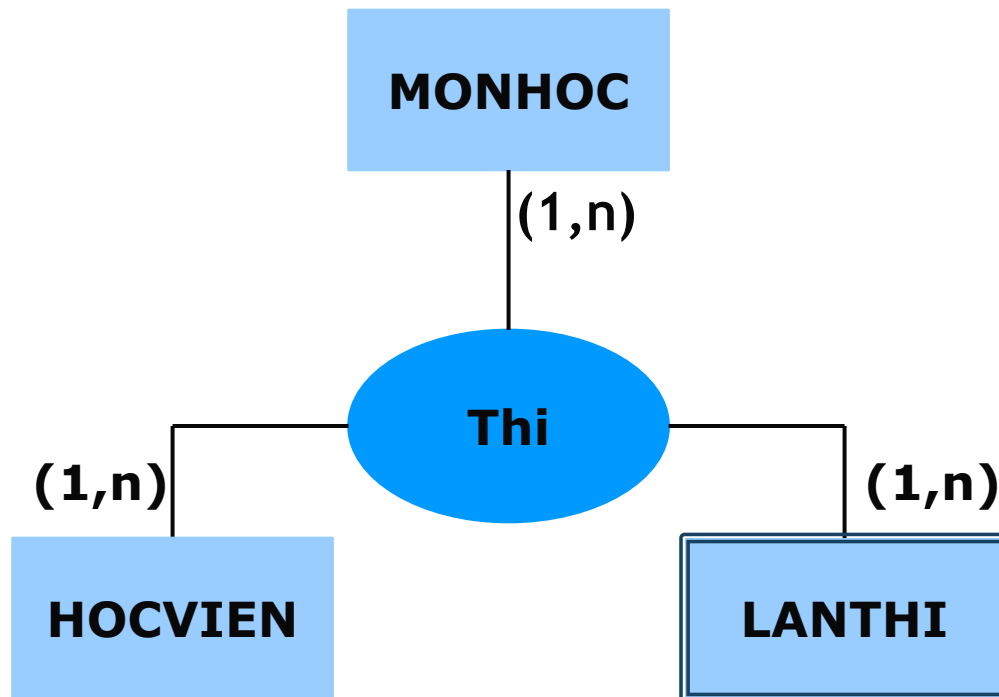 MONHOC
(1,n)
Thi
(1,n)
(1,n)
HOCVIEN
LANTHI